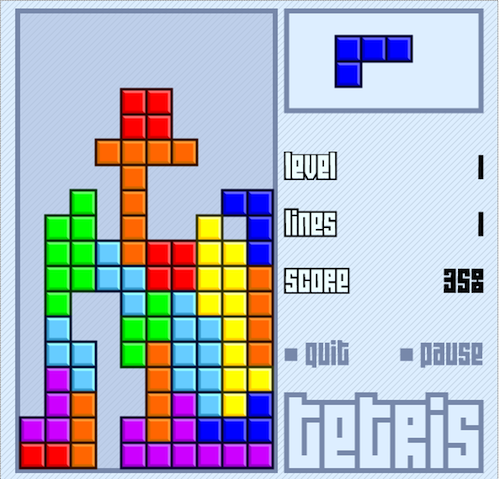 level 1
lines 1
score 358
quit pause
tetris